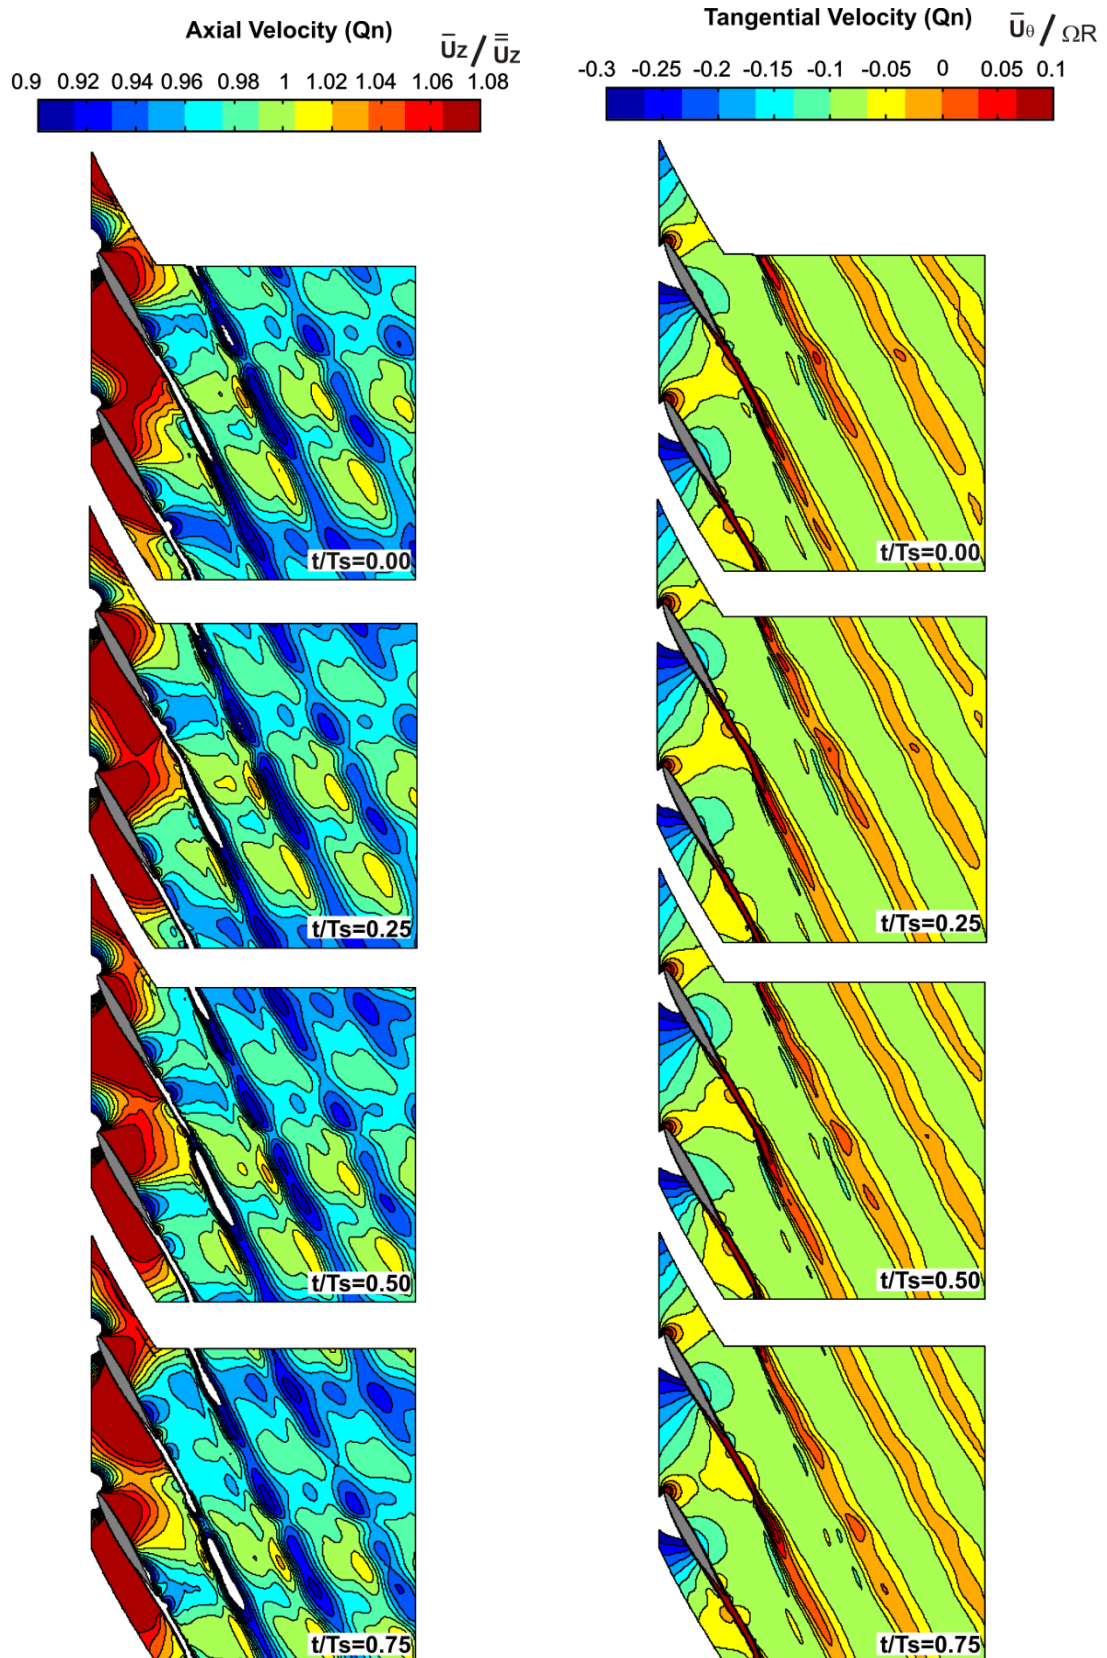 Axial Velocity (Qn)
U̅z / U̿z
0.9 0.92 0.94 0.96 0.98 1 1.02 1.04 1.06 1.08
Tangential Velocity (Qn)
U̅θ / ΩR
-0.3 -0.25 -0.2 -0.15 -0.1 -0.05 0 0.05 0.1
t/Ts=0.00
t/Ts=0.00
t/Ts=0.25
t/Ts=0.25
t/Ts=0.50
t/Ts=0.50
t/Ts=0.75
t/Ts=0.75